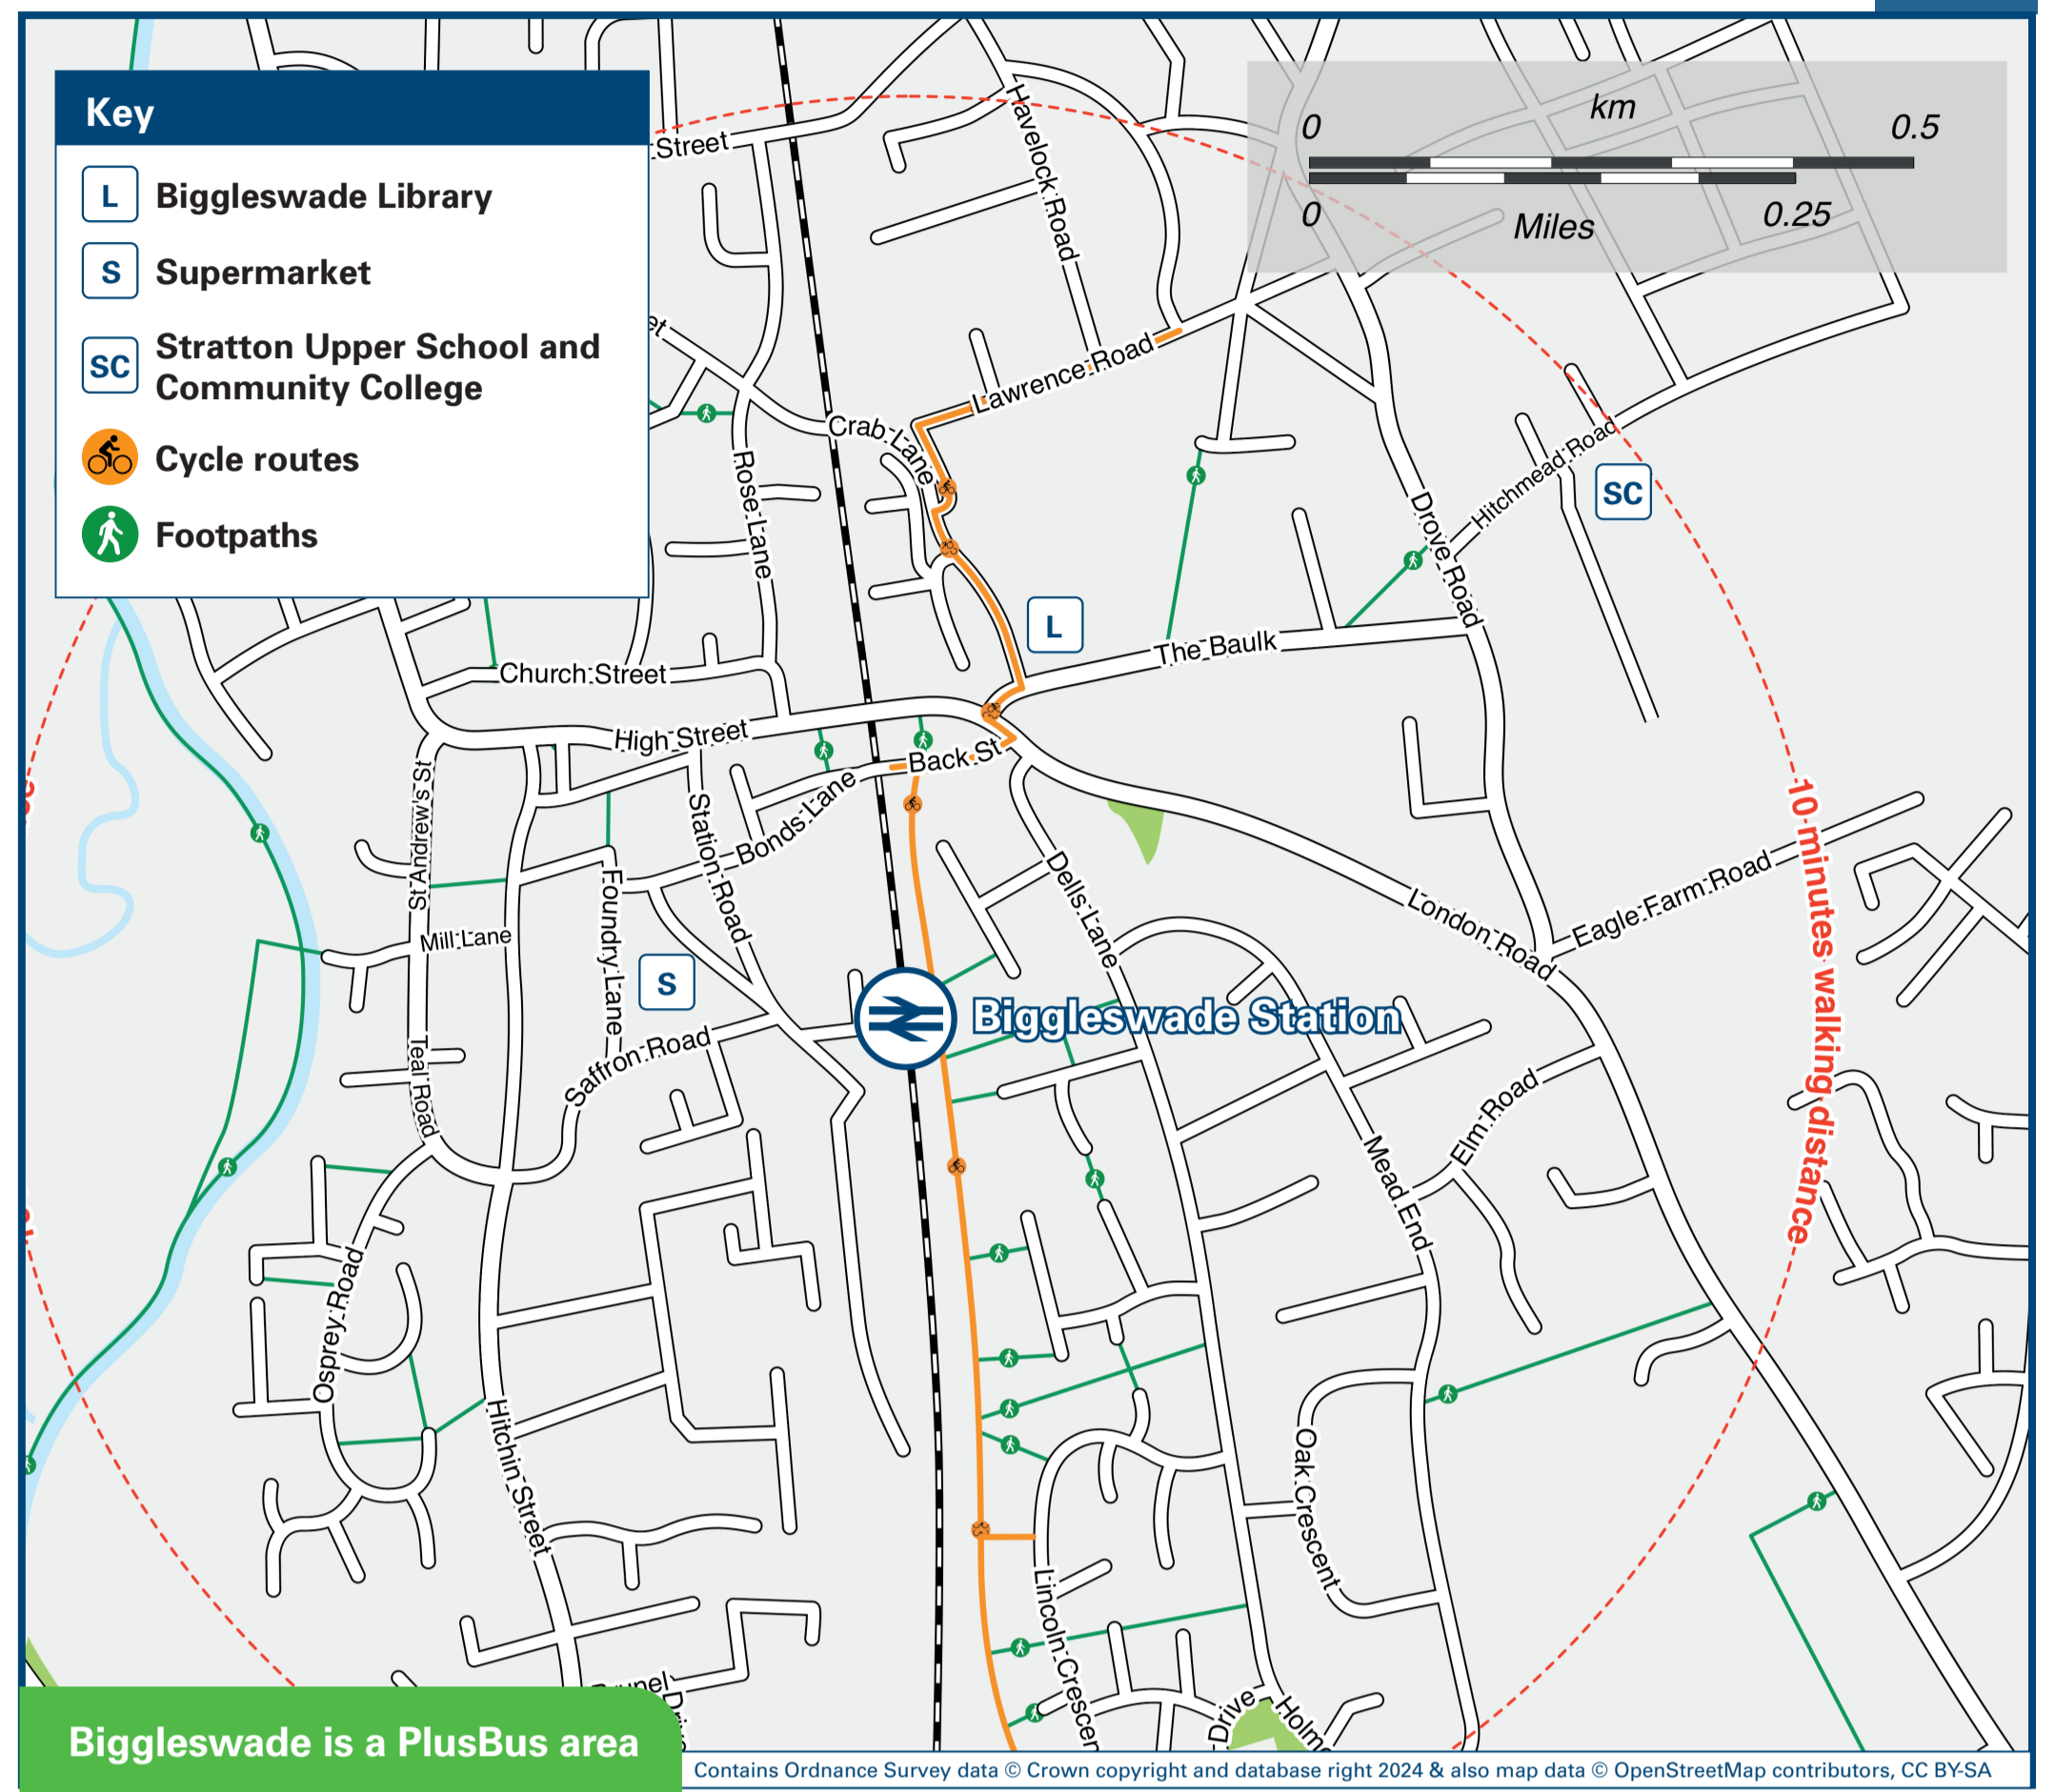 Key
L
Biggleswade Library
S
Supermarket
SC
Stratton Upper School and
Community College
Cycle routes
Footpaths
km
0
0.5
0
0.25
Miles
Street
Havelock Road
Lawrence Road
Crab Lane
Rose Lane
Drove Road
Hitchmead Road
SC
L
The Baulk
Church Street
High Street
Back St
Bonds Lane
St Andrew's St
Station Road
Foundry Lane
Mill Lane
S
Dells Lane
London Road
Eagle Farm Road
10 minutes walking distance
Biggleswade Station
Saffron Road
Teal Road
Elm Road
Mead End
Osprey Road
Hitchin Street
Oak Crescent
Lincoln Crescen
Drive
Holme
Biggleswade is a PlusBus area
Contains Ordnance Survey data © Crown copyright and database right 2024 & also map data © OpenStreetMap contributors, CC BY-SA